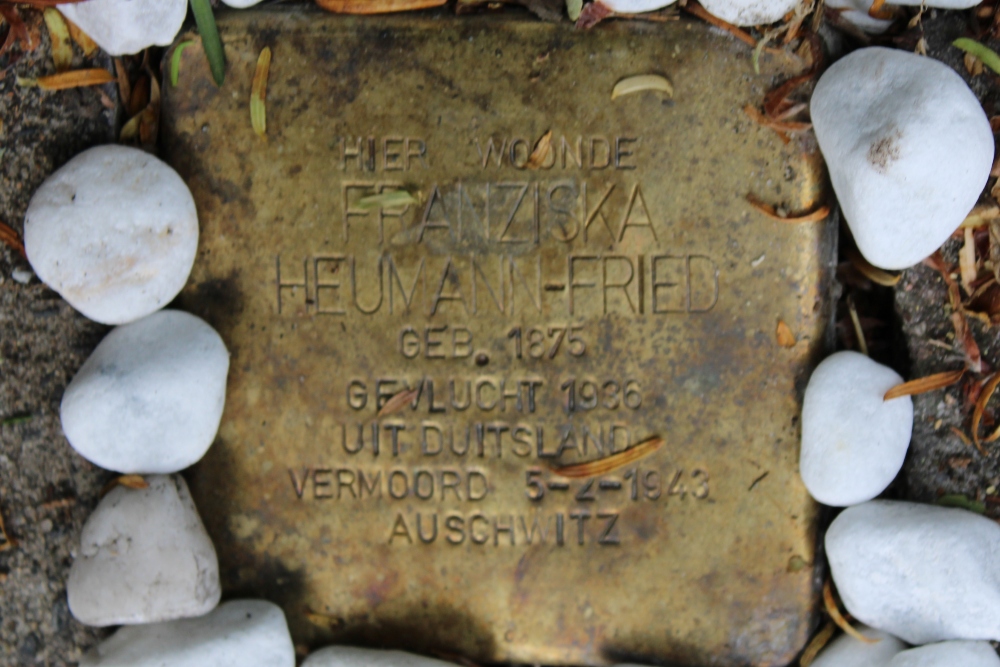 HIER WOONDE
FRANZISKA
HEUMANN-FRIED
GEB. 1875
GEVLUCHT 1936
UIT DUITSLAND
VERMOORD 5-2-1943
AUSCHWITZ